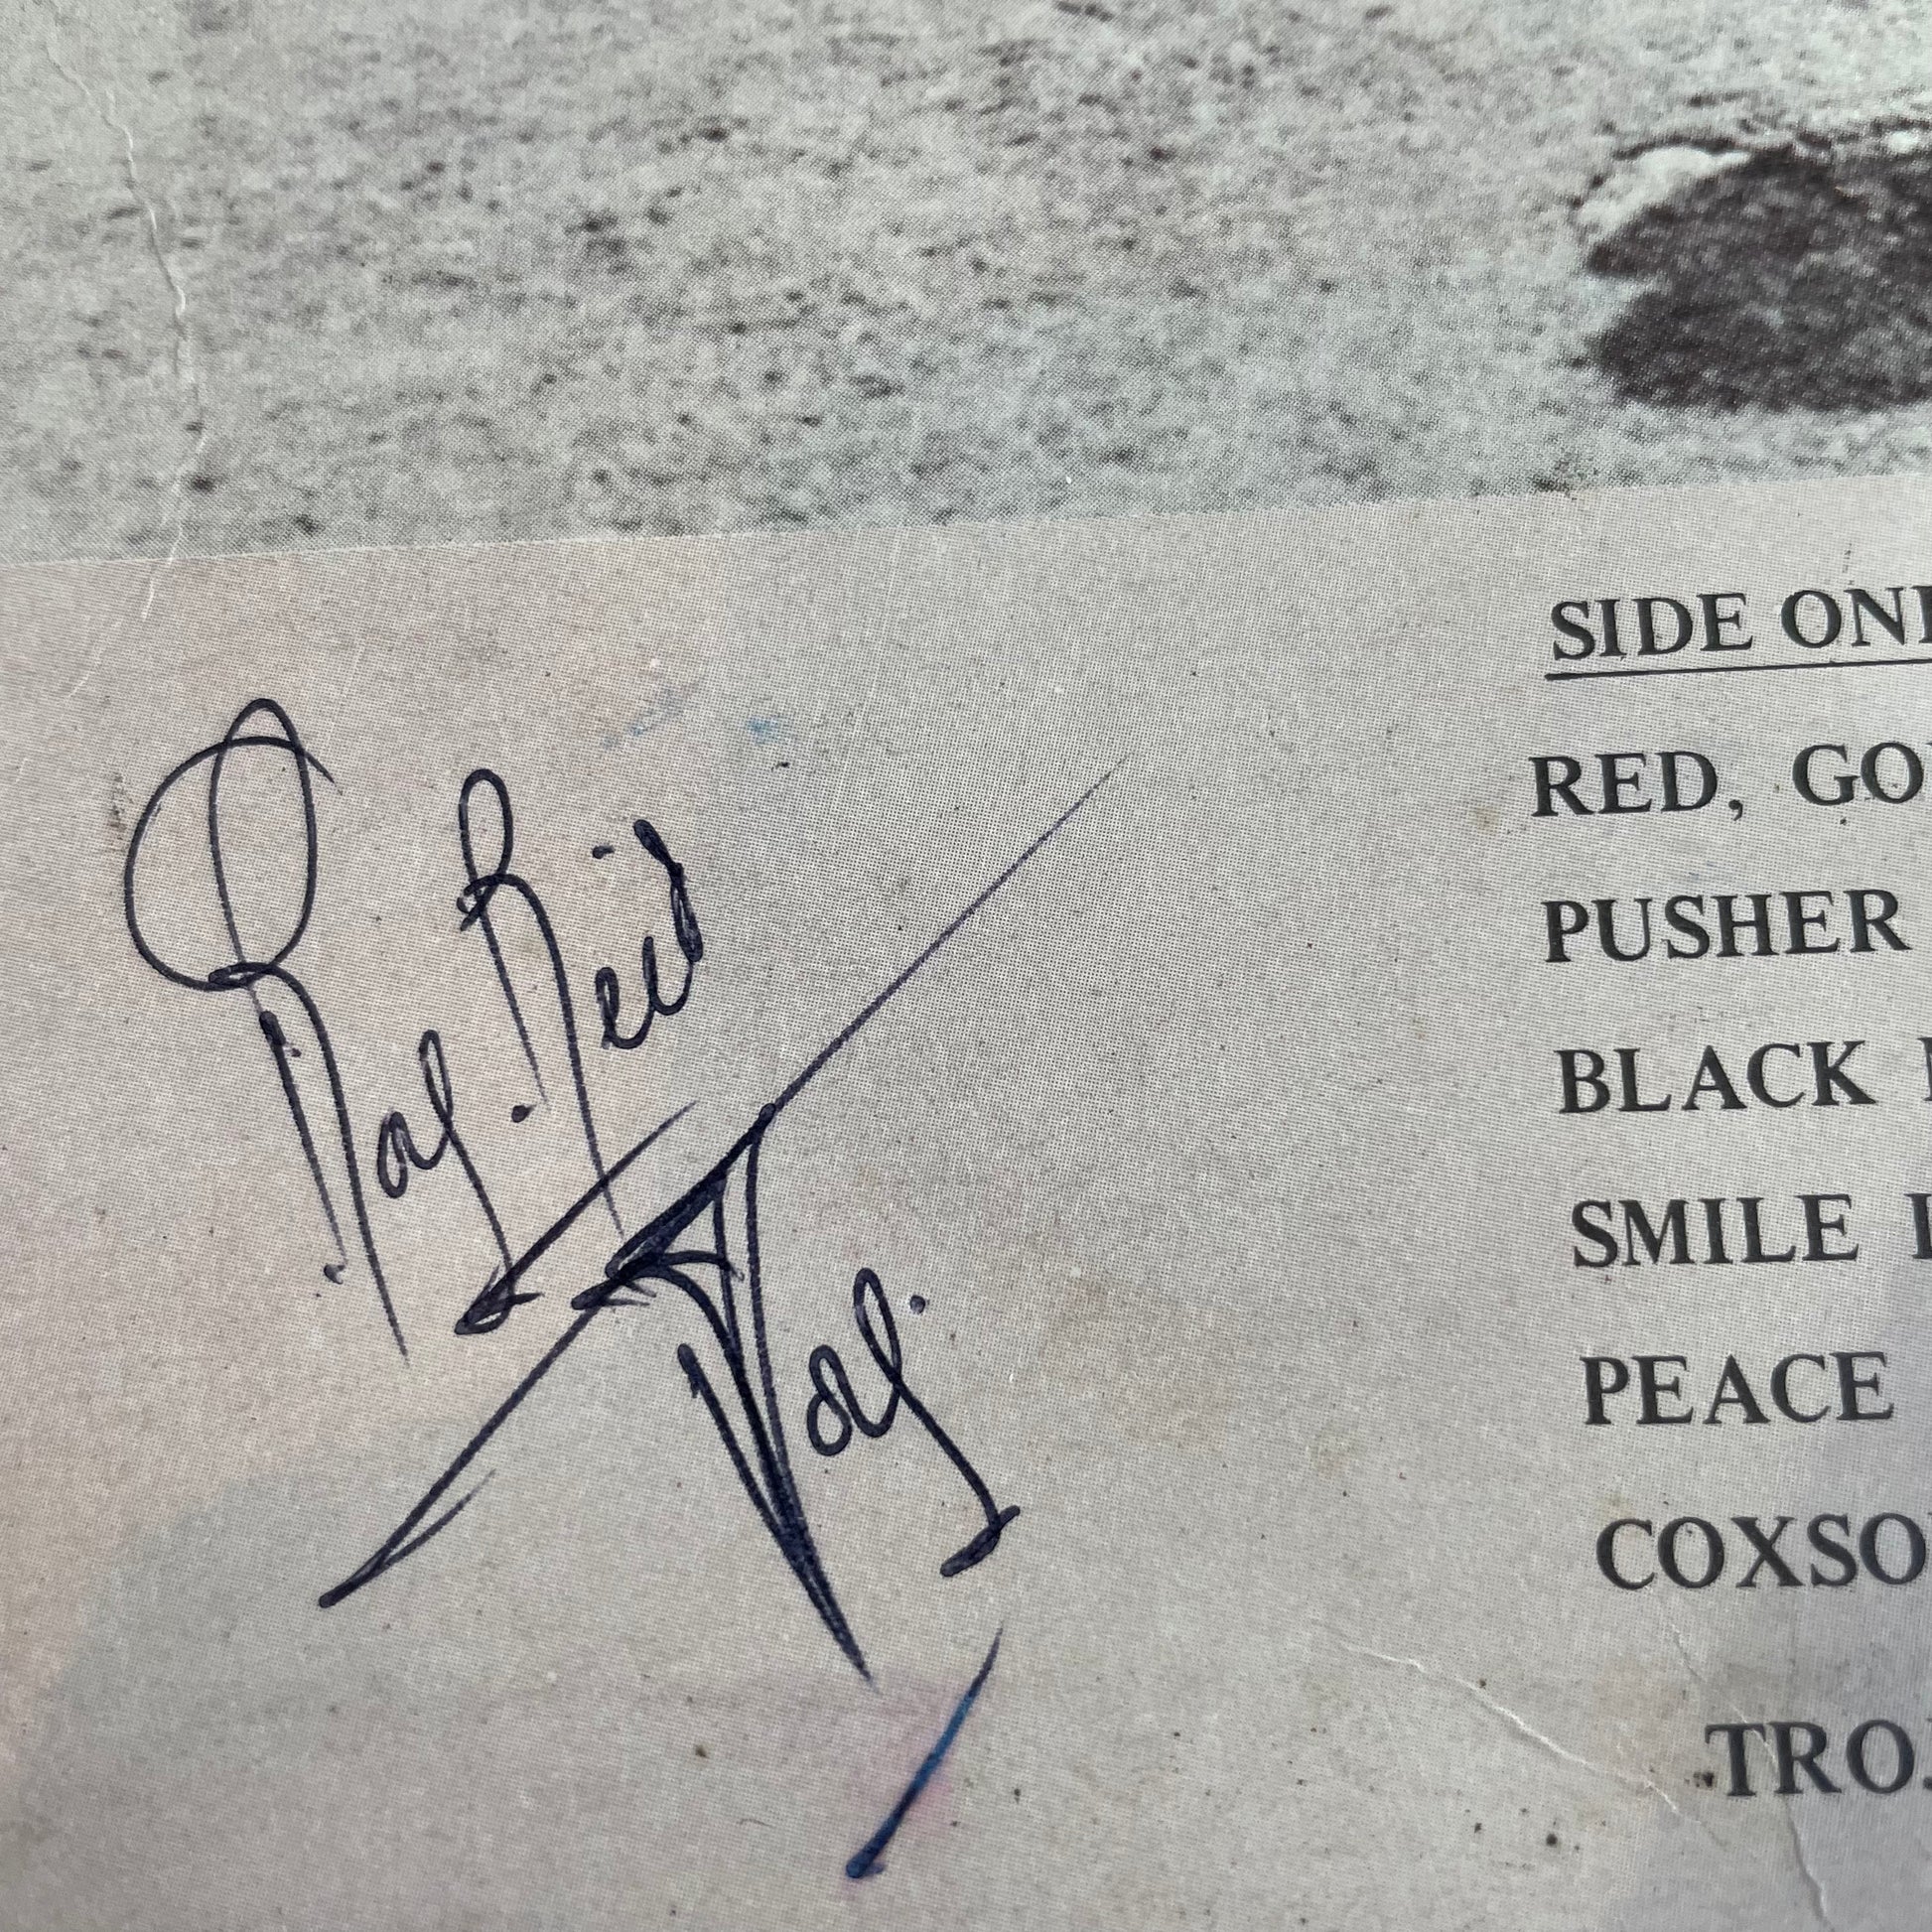 SIDE ON
RED, GO
PUSHER
BLACK
SMILE
PEACE
COXSO
TRO
Ray. Reid
Ray.